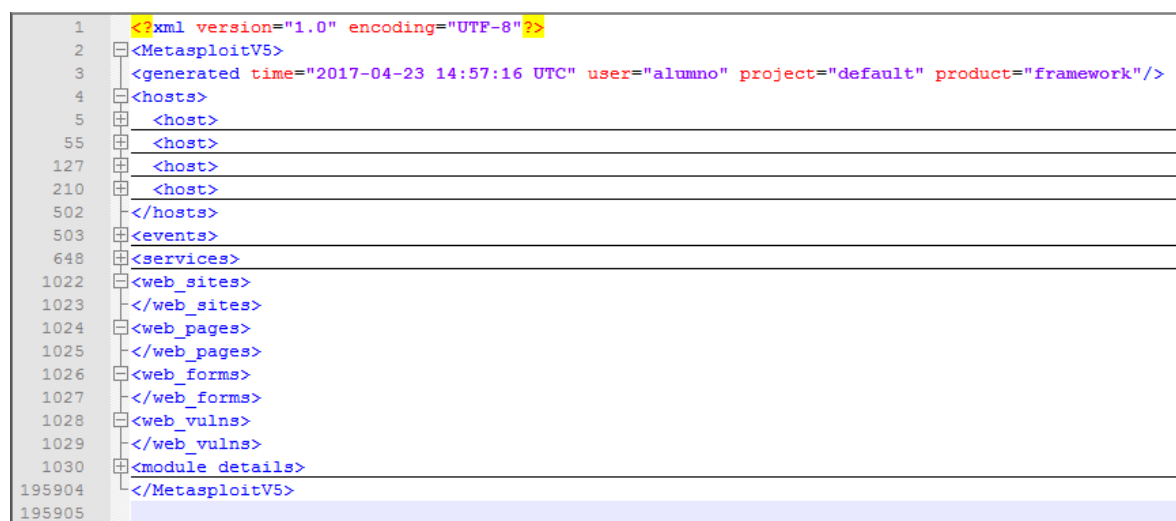 1 <?xml version="1.0" encoding="UTF-8"?>
2 <MetasploitV5>
3 <generated time="2017-04-23 14:57:16 UTC" user="alumno" project="default" product="framework"/>
4 <hosts>
5 <host>
55 <host>
127 <host>
210 <host>
502 </hosts>
503 <events>
648 <services>
1022 <web_sites>
1023 </web_sites>
1024 <web_pages>
1025 </web_pages>
1026 <web_forms>
1027 </web_forms>
1028 <web_vulns>
1029 </web_vulns>
1030 <module_details>
195904 </MetasploitV5>
195905